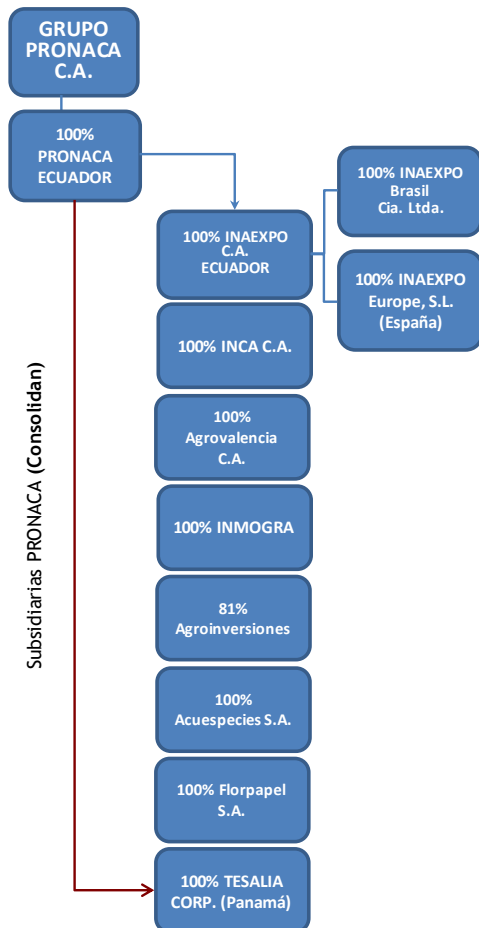 GRUPO
PRONACA
C.A.
100%
PRONACA
ECUADOR
100% INAEXPO
Brasil
Cia. Ltda.
100% INAEXPO
C.A.
ECUADOR
100% INAEXPO
Europe, S.L.
(España)
100% INCA C.A.
100%
Agrovalencia
C.A.
100% INMOGRA
81%
Agroinversiones
100%
Acuespecies S.A.
100% Florpapel
S.A.
100% TESALIA
CORP. (Panamá)
Subsidiarias PRONACA (Consolidan)